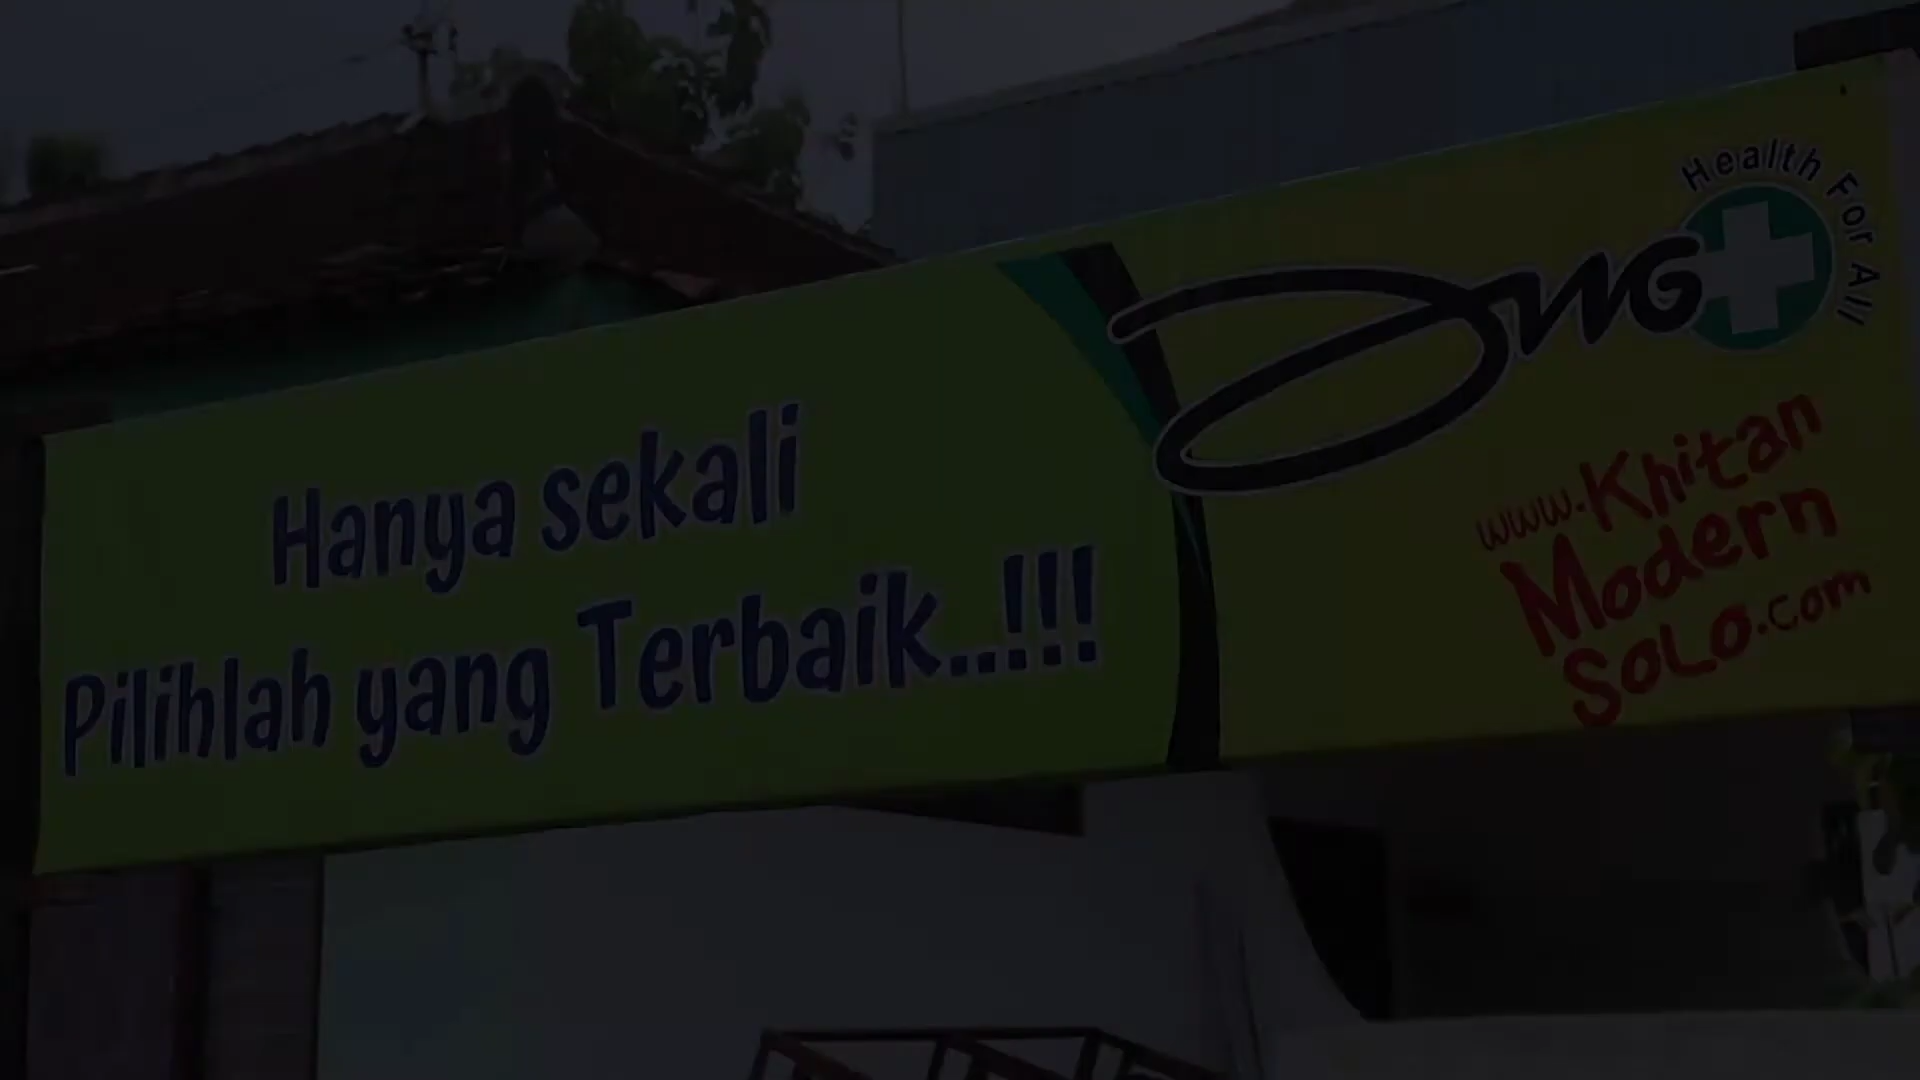 Hanya sekali
Pilihlah yang Terbaik..!!!
Health For All
www.Khitan
Modern
SoLo.com